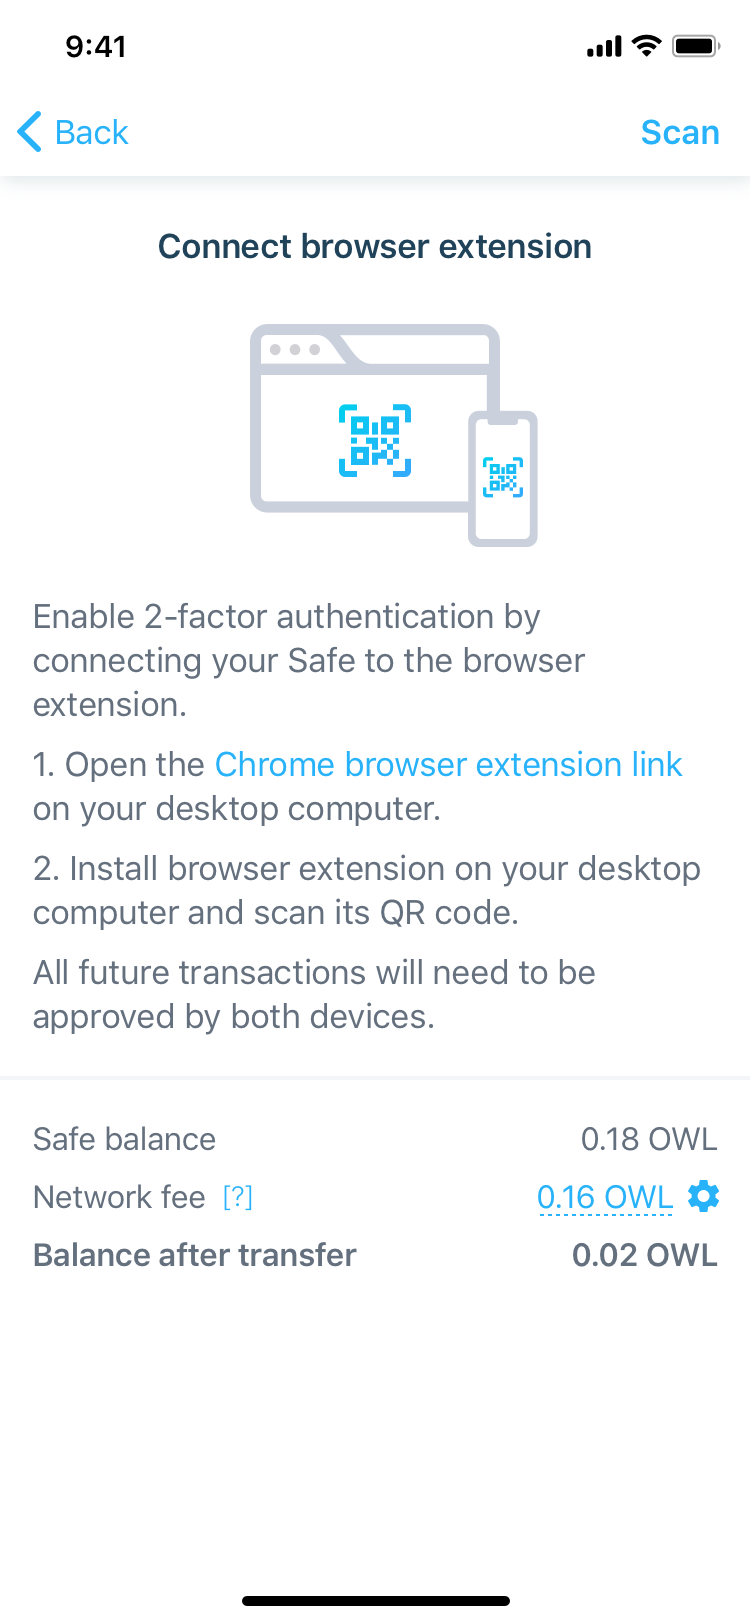 9:41
Back
Scan
Connect browser extension
Enable 2-factor authentication by
connecting your Safe to the browser
extension.
1. Open the Chrome browser extension link
on your desktop computer.
2. Install browser extension on your desktop
computer and scan its QR code.
All future transactions will need to be
approved by both devices.
Safe balance 0.18 OWL
Network fee [?] 0.16 OWL
Balance after transfer 0.02 OWL